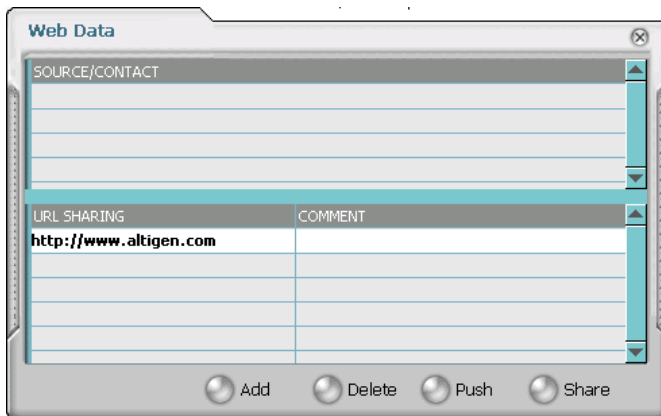 Web Data
SOURCE/CONTACT
URL SHARING COMMENT
http://www.altigen.com
Add Delete Push Share